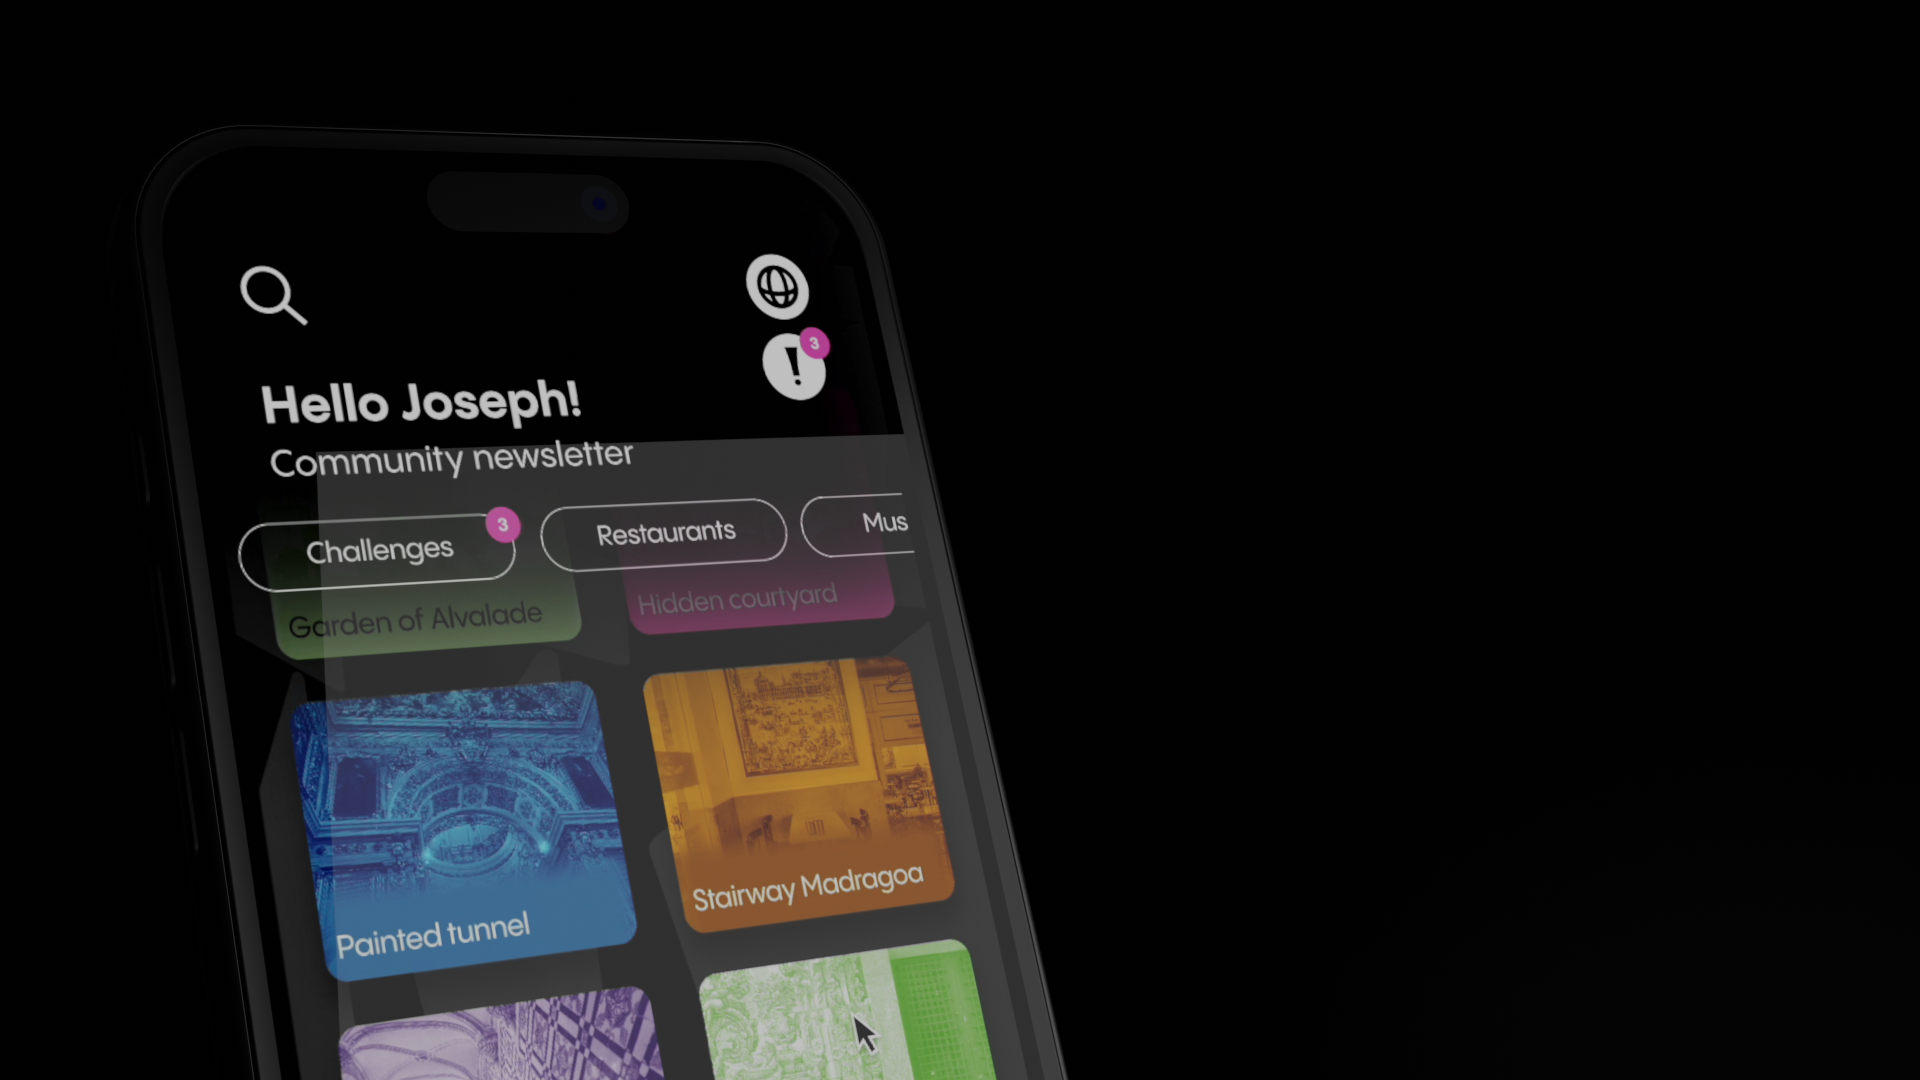 3
Hello Joseph!
Community newsletter
Challenges
3
Restaurants
Mus
Garden of Alvalade
Hidden courtyard
Painted tunnel
Stairway Madragoa